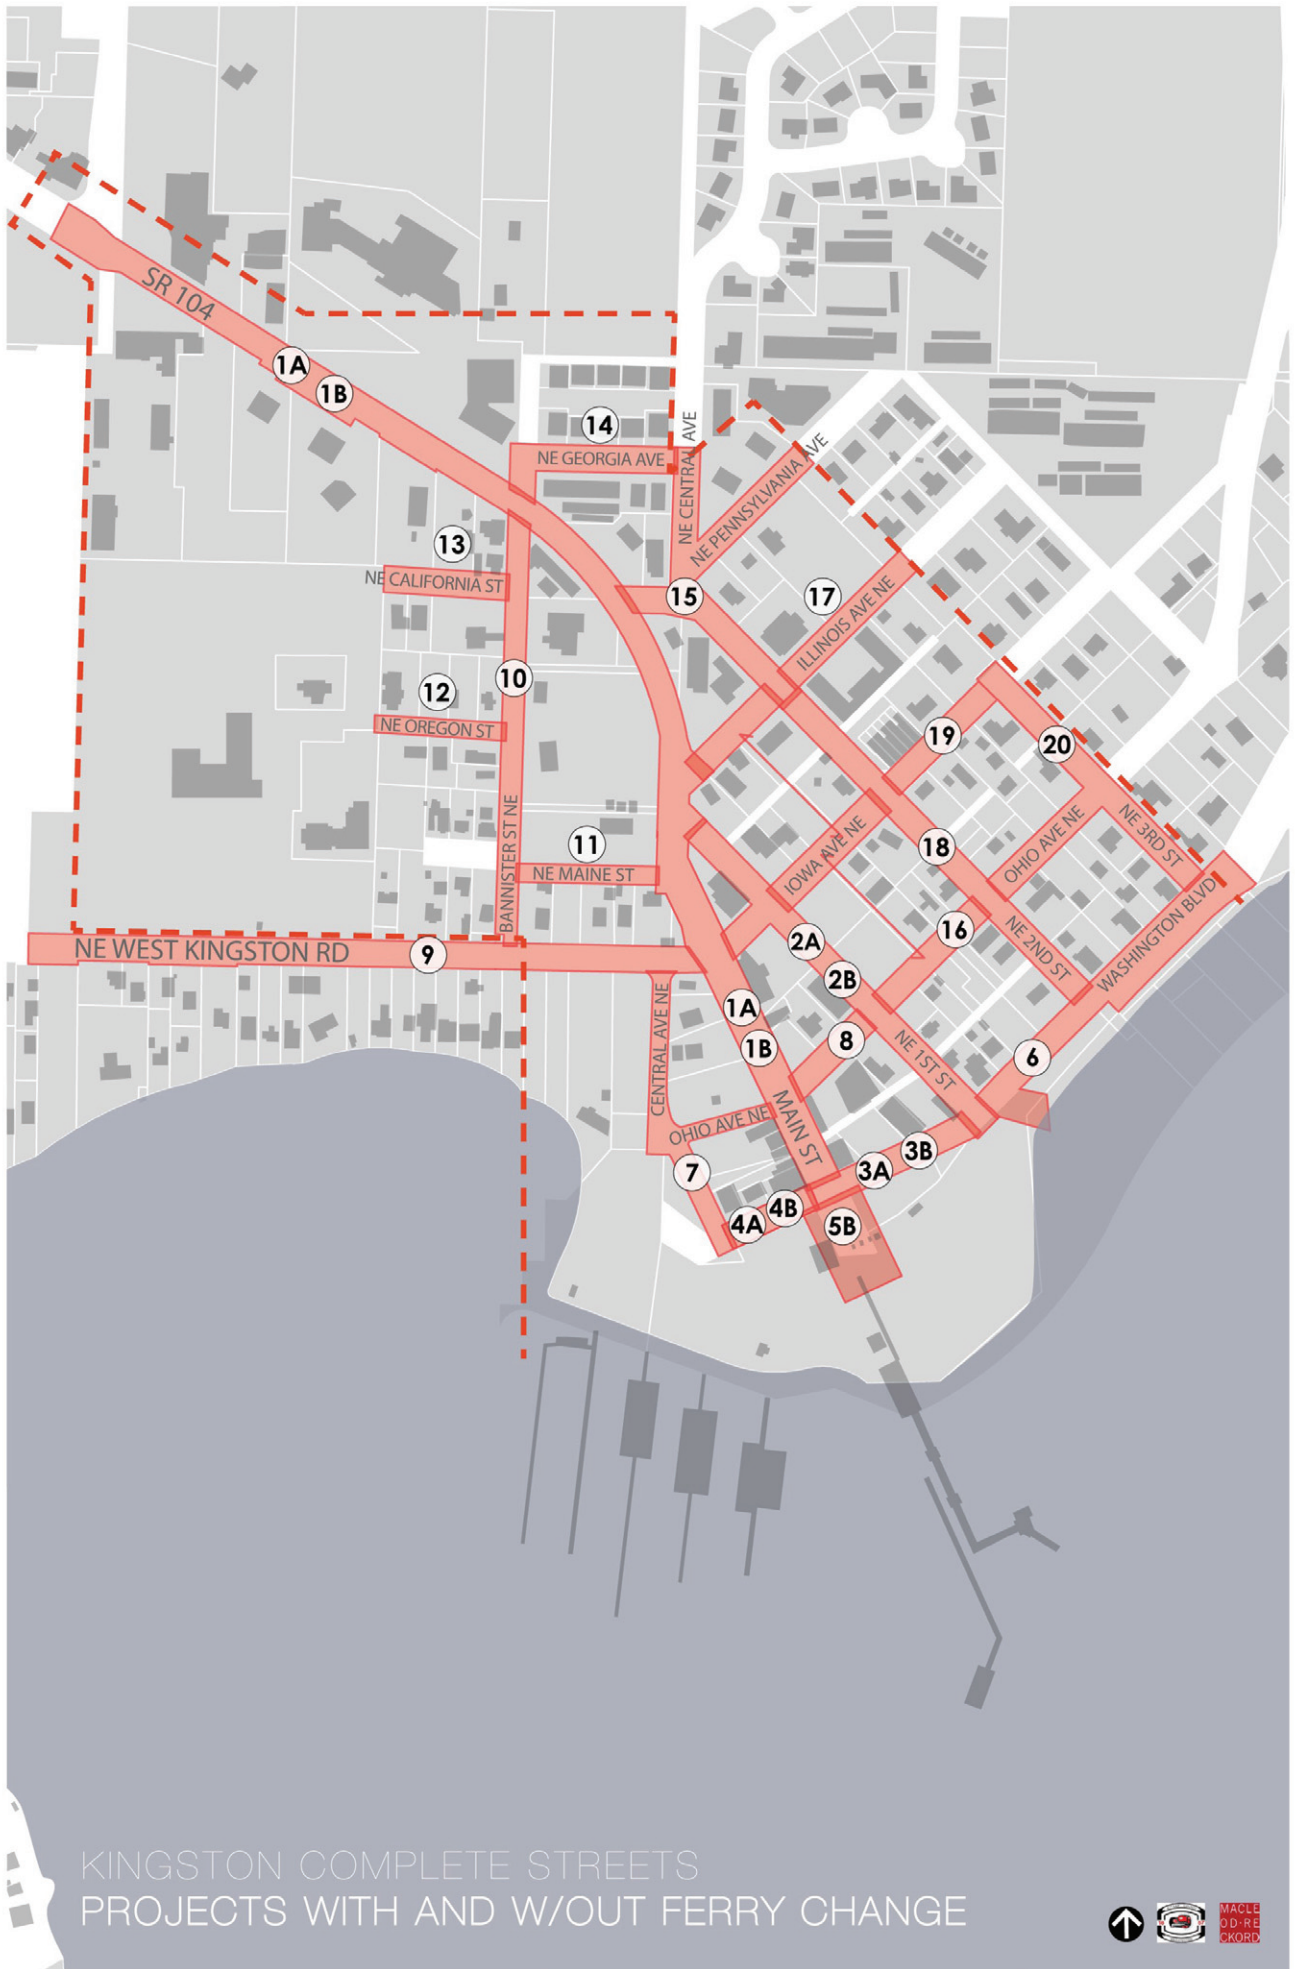 SR 104
1A
1B
14
NE GEORGIA AVE
NE CENTRAL AVE
NE PENNSYLVANIA AVE
13
NE CALIFORNIA ST
15
17
ILLINOIS AVE NE
10
12
NE OREGON ST
19
20
11
NE MAINE ST
BANNISTER ST NE
IOWA AVE NE
18
OHIO AVE NE
NE 3RD ST
NE WEST KINGSTON RD
9
2A
2B
16
NE 2ND ST
WASHINGTON BLVD
1A
1B
CENTRAL AVE NE
8
NE 1ST ST
6
MAIN ST
OHIO AVE NE
7
3A
3B
4A
4B
5B
KINGSTON COMPLETE STREETS
PROJECTS WITH AND W/OUT FERRY CHANGE
MACLE
OD·RE
CKORD